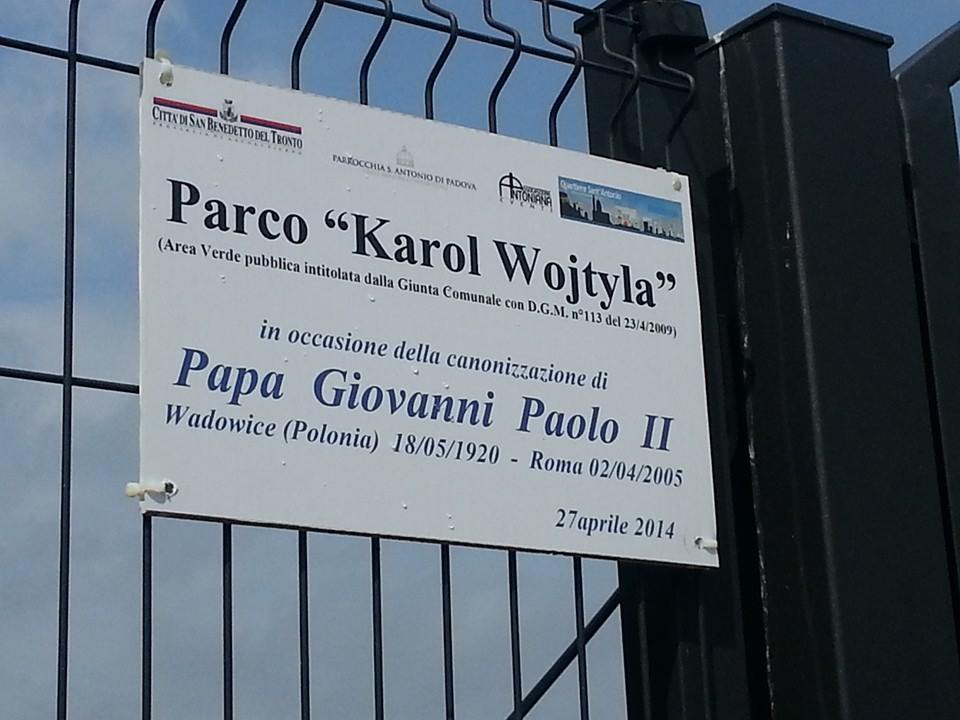 CITTA' DI SAN BENEDETTO DEL TRONTO
PARROCCHIA S. ANTONIO DI PADOVA
ASSOCIAZIONE
ANTONIANA
EVENTI
Quartiere Sant'Antonio
Parco “Karol Wojtyla”
(Area Verde pubblica intitolata dalla Giunta Comunale con D.G.M. n°113 del 23/4/2009)
in occasione della canonizzazione di
Papa Giovanni Paolo II
Wadowice (Polonia) 18/05/1920 - Roma 02/04/2005
27aprile 2014